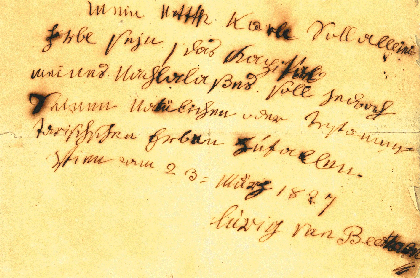 Mein Neffe Karl Soll alleini
Erbe seyn, das Kapital
meines Nachlaßes soll jedoch
Seinen Natürlichen oder testamen-
tarischen Erben zufallen.
Wien am 23= März 1827
luwig van Beethoven